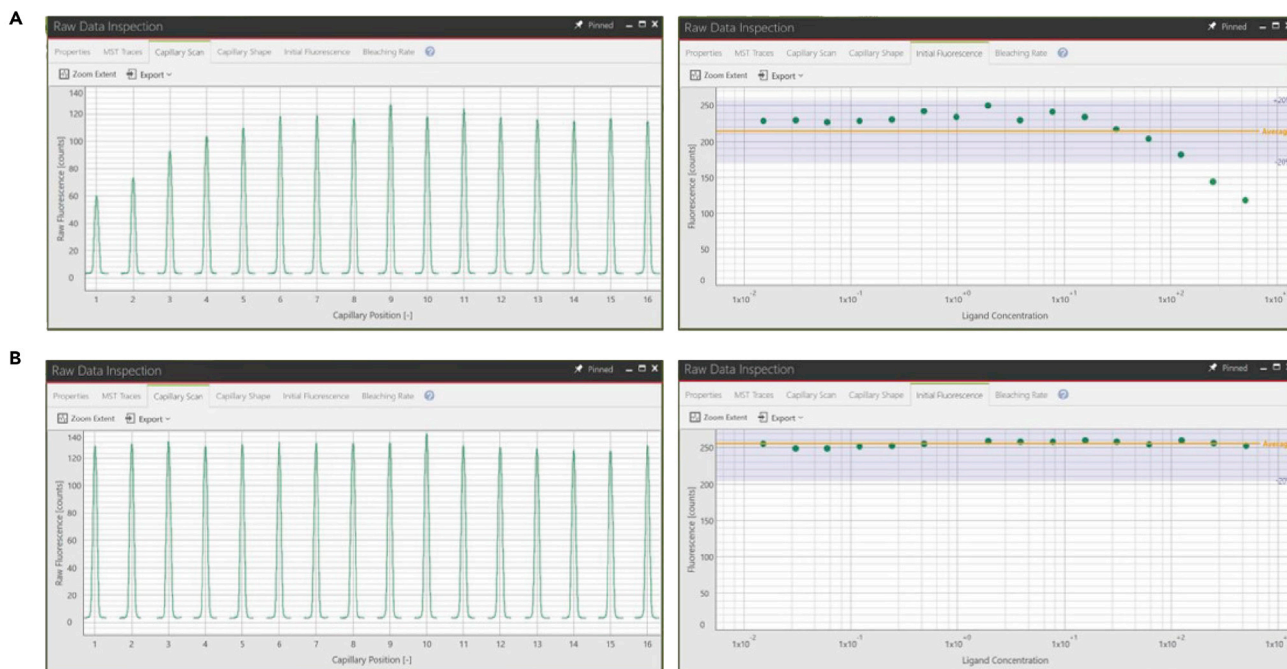 A
Raw Data Inspection
Pinned
Properties MST Traces Capillary Scan Capillary Shape Initial Fluorescence Bleaching Rate
Zoom Extent Export
Raw Fluorescence [counts]
140
120
100
80
60
40
20
0
1 2 3 4 5 6 7 8 9 10 11 12 13 14 15 16
Capillary Position [-]
Raw Data Inspection
Pinned
Properties MST Traces Capillary Scan Capillary Shape Initial Fluorescence Bleaching Rate
Zoom Extent Export
Fluorescence [counts]
250
200
150
100
50
0
+20
Averag
-20
1x10⁻² 1x10⁻¹ 1x10⁺⁰ 1x10⁺¹ 1x10⁺² 1x10⁺
Ligand Concentration
B
Raw Data Inspection
Pinned
Properties MST Traces Capillary Scan Capillary Shape Initial Fluorescence Bleaching Rate
Zoom Extent Export
Raw Fluorescence [counts]
140
120
100
80
60
40
20
0
1 2 3 4 5 6 7 8 9 10 11 12 13 14 15 16
Capillary Position [-]
Raw Data Inspection
Pinned
Properties MST Traces Capillary Scan Capillary Shape Initial Fluorescence Bleaching Rate
Zoom Extent Export
Fluorescence [counts]
250
200
150
100
50
0
Averag
-20
1x10⁻² 1x10⁻¹ 1x10⁺⁰ 1x10⁺¹ 1x10⁺² 1x10⁺
Ligand Concentration